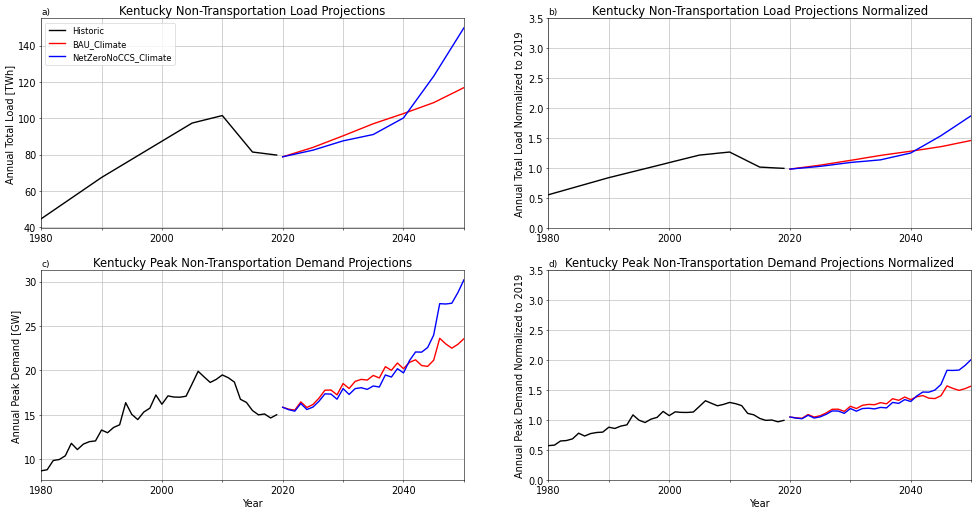 a)
Kentucky Non-Transportation Load Projections
Historic
BAU_Climate
NetZeroNoCCS_Climate
Annual Total Load [TWh]
140
120
100
80
60
40
1980
2000
2020
2040
b)
Kentucky Non-Transportation Load Projections Normalized
Annual Total Load Normalized to 2019
3.5
3.0
2.5
2.0
1.5
1.0
0.5
0.0
1980
2000
2020
2040
c)
Kentucky Peak Non-Transportation Demand Projections
Annual Peak Demand [GW]
30
25
20
15
10
1980
2000
2020
2040
Year
d)
Kentucky Peak Non-Transportation Demand Projections Normalized
Annual Peak Demand Normalized to 2019
3.5
3.0
2.5
2.0
1.5
1.0
0.5
0.0
1980
2000
2020
2040
Year